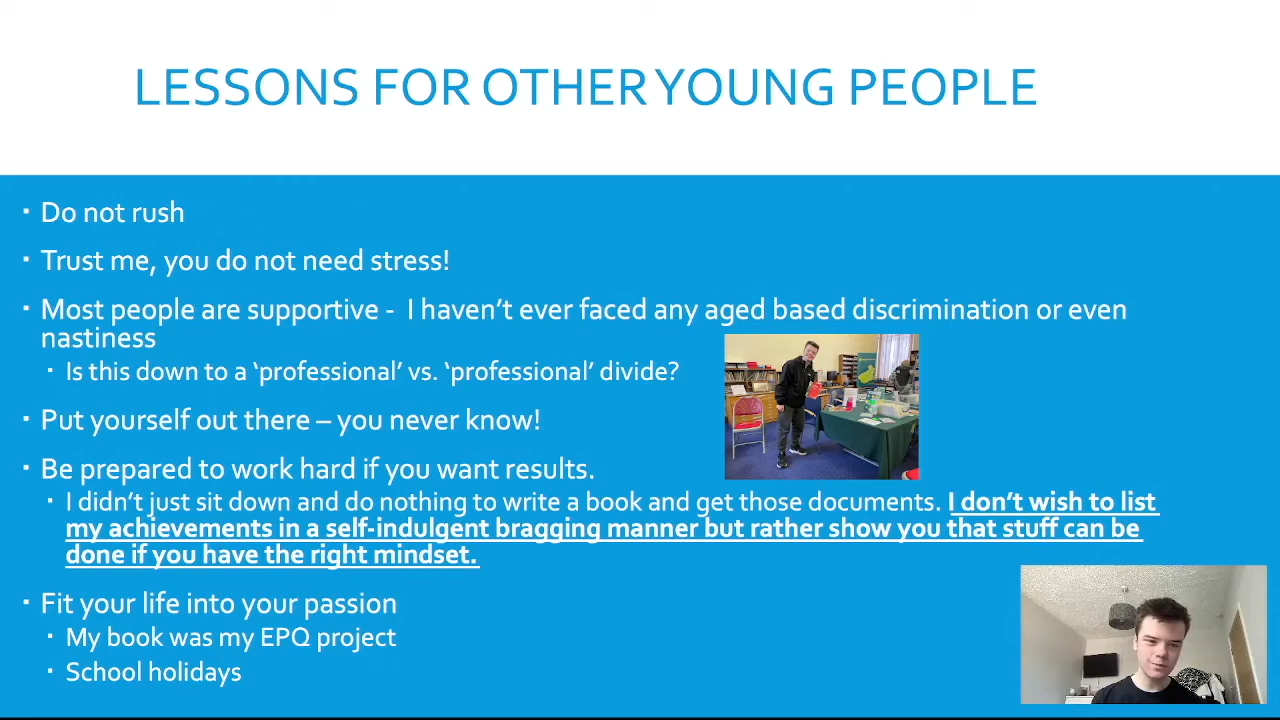 LESSONS FOR OTHER YOUNG PEOPLE
▪ Do not rush
▪ Trust me, you do not need stress!
▪ Most people are supportive - I haven’t ever faced any aged based discrimination or even
nastiness
▪ Is this down to a ‘professional’ vs. ‘professional’ divide?
▪ Put yourself out there – you never know!
▪ Be prepared to work hard if you want results.
▪ I didn’t just sit down and do nothing to write a book and get those documents. I don’t wish to list
my achievements in a self-indulgent bragging manner but rather show you that stuff can be
done if you have the right mindset.
▪ Fit your life into your passion
▪ My book was my EPQ project
▪ School holidays